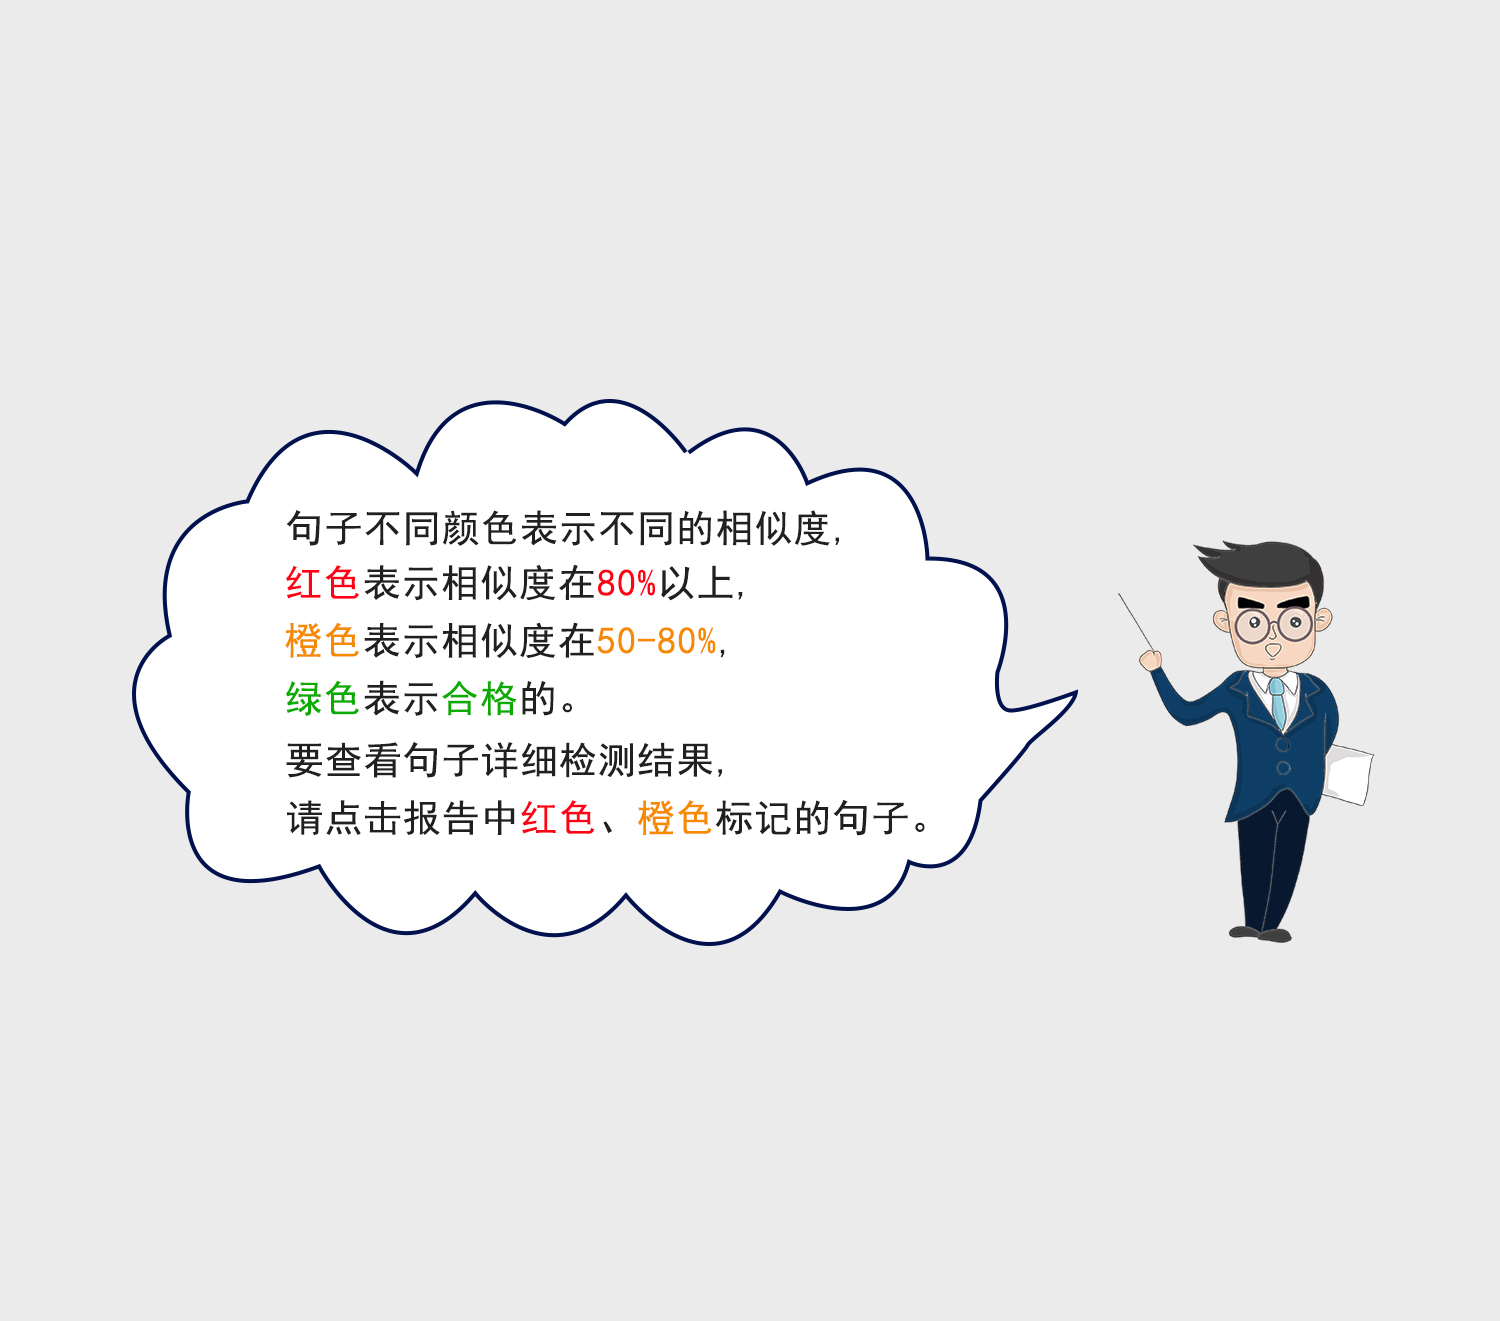 句子不同颜色表示不同的相似度,
红色表示相似度在80%以上,
橙色表示相似度在50-80%,
绿色表示合格的。
要查看句子详细检测结果,
请点击报告中红色、橙色标记的句子。